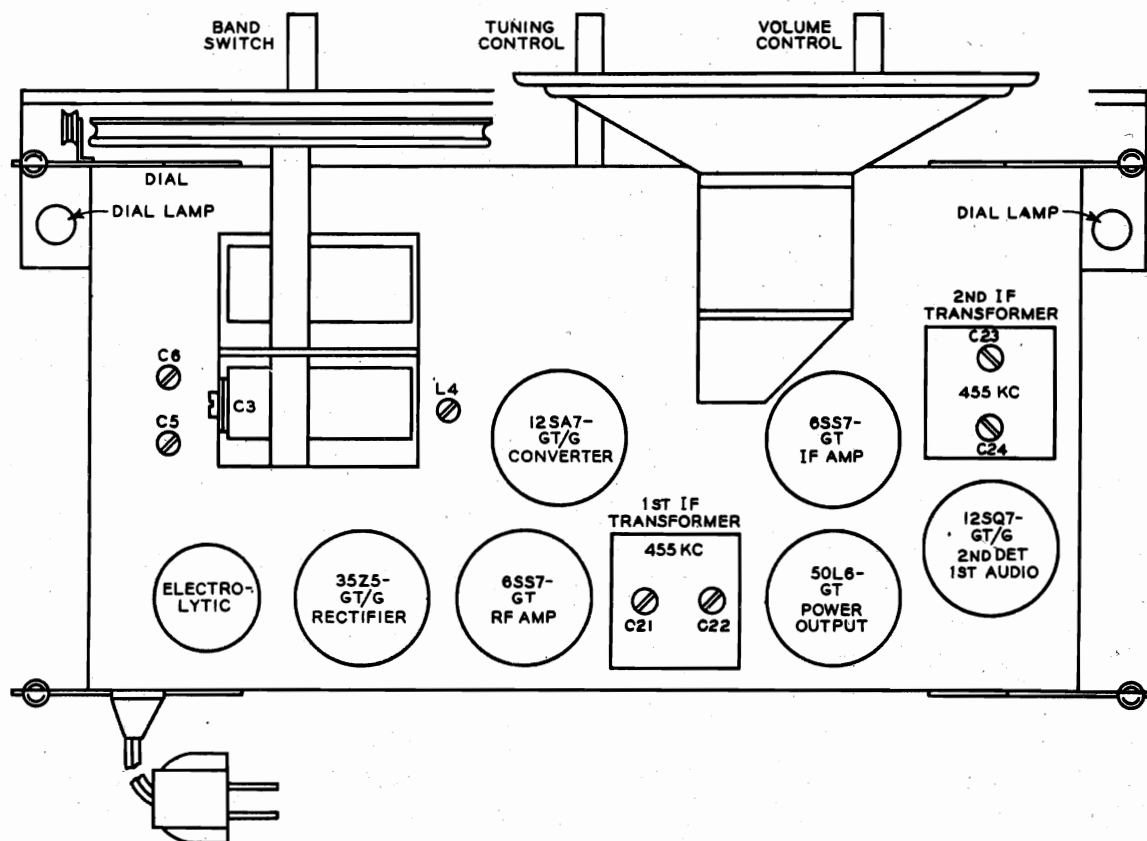 BAND
SWITCH
TUNING
CONTROL
VOLUME
CONTROL
DIAL
DIAL LAMP
DIAL LAMP
2ND IF
TRANSFORMER
C23
455 KC
C24
C6
C5
C3
L4
12SA7-
GT/G
CONVERTER
6SS7-
GT
IF AMP
1ST IF
TRANSFORMER
455 KC
C21
C22
12SQ7-
GT/G
2ND DET
1ST AUDIO
ELECTRO-
LYTIC
35Z5-
GT/G
RECTIFIER
6SS7-
GT
RF AMP
50L6-
GT
POWER
OUTPUT